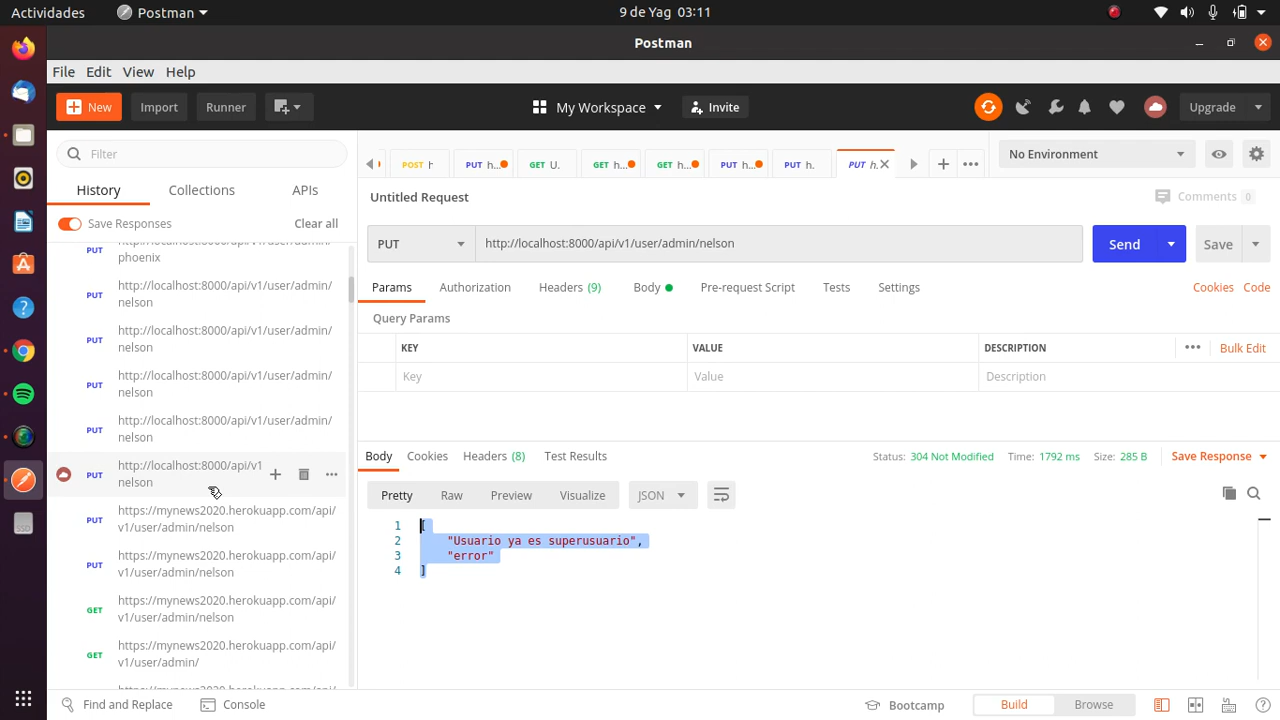 Actividades
Postman
9 de Yag 03:11
Postman
File Edit View Help
New
Import
Runner
My Workspace
Invite
Upgrade
Filter
History
Collections
APIs
Save Responses
Clear all
phoenix
PUT http://localhost:8000/api/v1/user/admin/
nelson
PUT http://localhost:8000/api/v1/user/admin/
nelson
PUT http://localhost:8000/api/v1/user/admin/
nelson
PUT http://localhost:8000/api/v1/user/admin/
nelson
PUT http://localhost:8000/api/v1
nelson
PUT https://mynews2020.herokuapp.com/api/
v1/user/admin/nelson
PUT https://mynews2020.herokuapp.com/api/
v1/user/admin/nelson
GET https://mynews2020.herokuapp.com/api/
v1/user/admin/nelson
GET https://mynews2020.herokuapp.com/api/
v1/user/admin/
POST
PUT h...
GET U.
GET h...
GET h...
PUT h...
PUT h.
PUT h.
No Environment
Untitled Request
Comments 0
PUT
http://localhost:8000/api/v1/user/admin/nelson
Send
Save
Params
Authorization
Headers (9)
Body
Pre-request Script
Tests
Settings
Cookies
Code
Query Params
KEY
VALUE
DESCRIPTION
Bulk Edit
Key
Value
Description
Body
Cookies
Headers (8)
Test Results
Status: 304 Not Modified
Time: 1792 ms
Size: 285 B
Save Response
Pretty
Raw
Preview
Visualize
JSON
1 [
2 "Usuario ya es superusuario",
3 "error"
4 ]
Find and Replace
Console
Bootcamp
Build
Browse